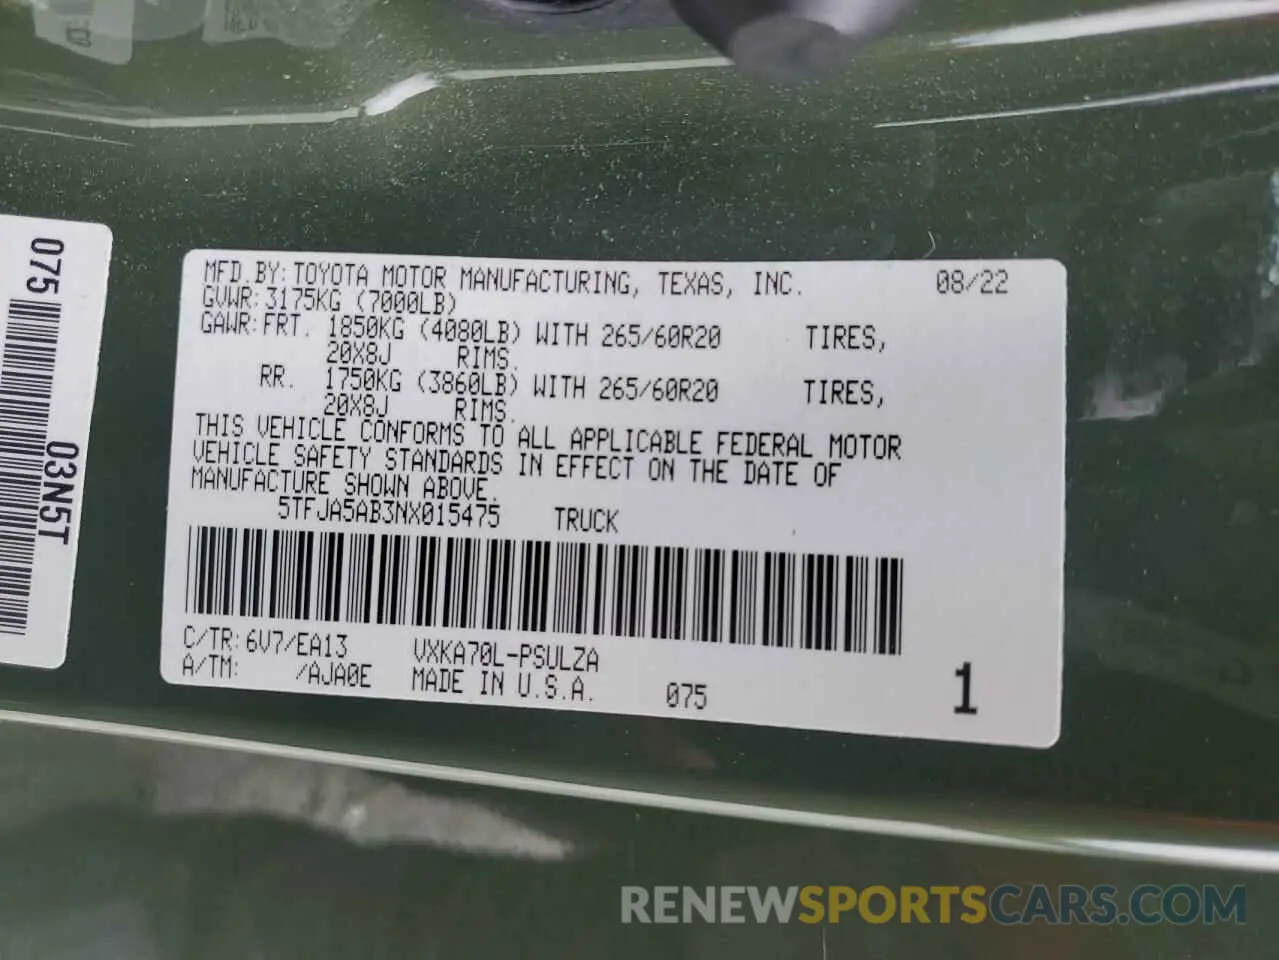 MFD.BY: TOYOTA MOTOR MANUFACTURING, TEXAS, INC. 08/22
GVWR: 3175KG (7000LB)
GAWR: FRT. 1850KG (4080LB) WITH 265/60R20 TIRES,
20X8J RIMS.
RR. 1750KG (3860LB) WITH 265/60R20 TIRES,
20X8J RIMS.
THIS VEHICLE CONFORMS TO ALL APPLICABLE FEDERAL MOTOR
VEHICLE SAFETY STANDARDS IN EFFECT ON THE DATE OF
MANUFACTURE SHOWN ABOVE.
5TFJA5AB3NX015475 TRUCK
C/TR: 6V7/EA13 VXKA70L-PSULZA
A/TM: /AJA0E MADE IN U.S.A. 075
1
075
03N5T
RENEWSPORTSCARS.COM